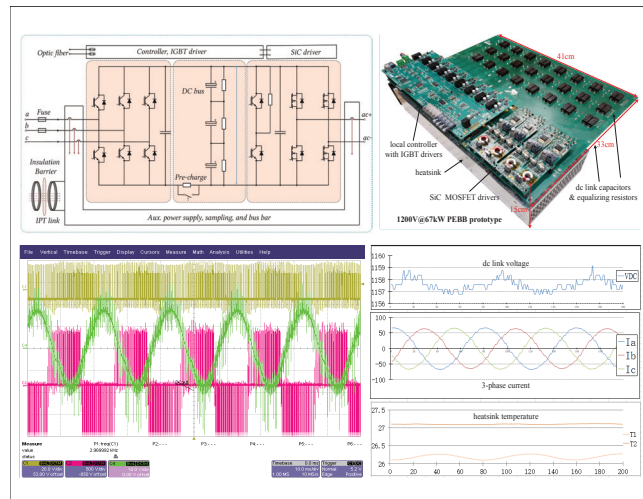 Controller, IGBT driver
SiC driver
Optic fiber
DC bus
a
Fuse
b
c
ac+
ac-
Insulation
Barrier
Pre-charge
IPT link
Aux. power supply, sampling, and bus bar
41cm
33cm
15cm
local controller
with IGBT drivers
heatsink
SiC MOSFET drivers
dc link capacitors
& equalizing resistors
1200V@67kW PEBB prototype
File Vertical Timebase Trigger Display Cursors Measure Math Analysis Utilities Help
Measure P1:freq(C1) P2:--- P3:--- P4:--- P5:--- P6:---
value
status
Timebase
Trigger
dc link voltage
1160
1159
1158
1157
1156
VDC
100
50
0
-50
-100
Ia
Ib
Ic
3-phase current
heatsink temperature
27.5
27
26.5
26
T1
T2
0 20 40 60 80 100 120 140 160 180 200